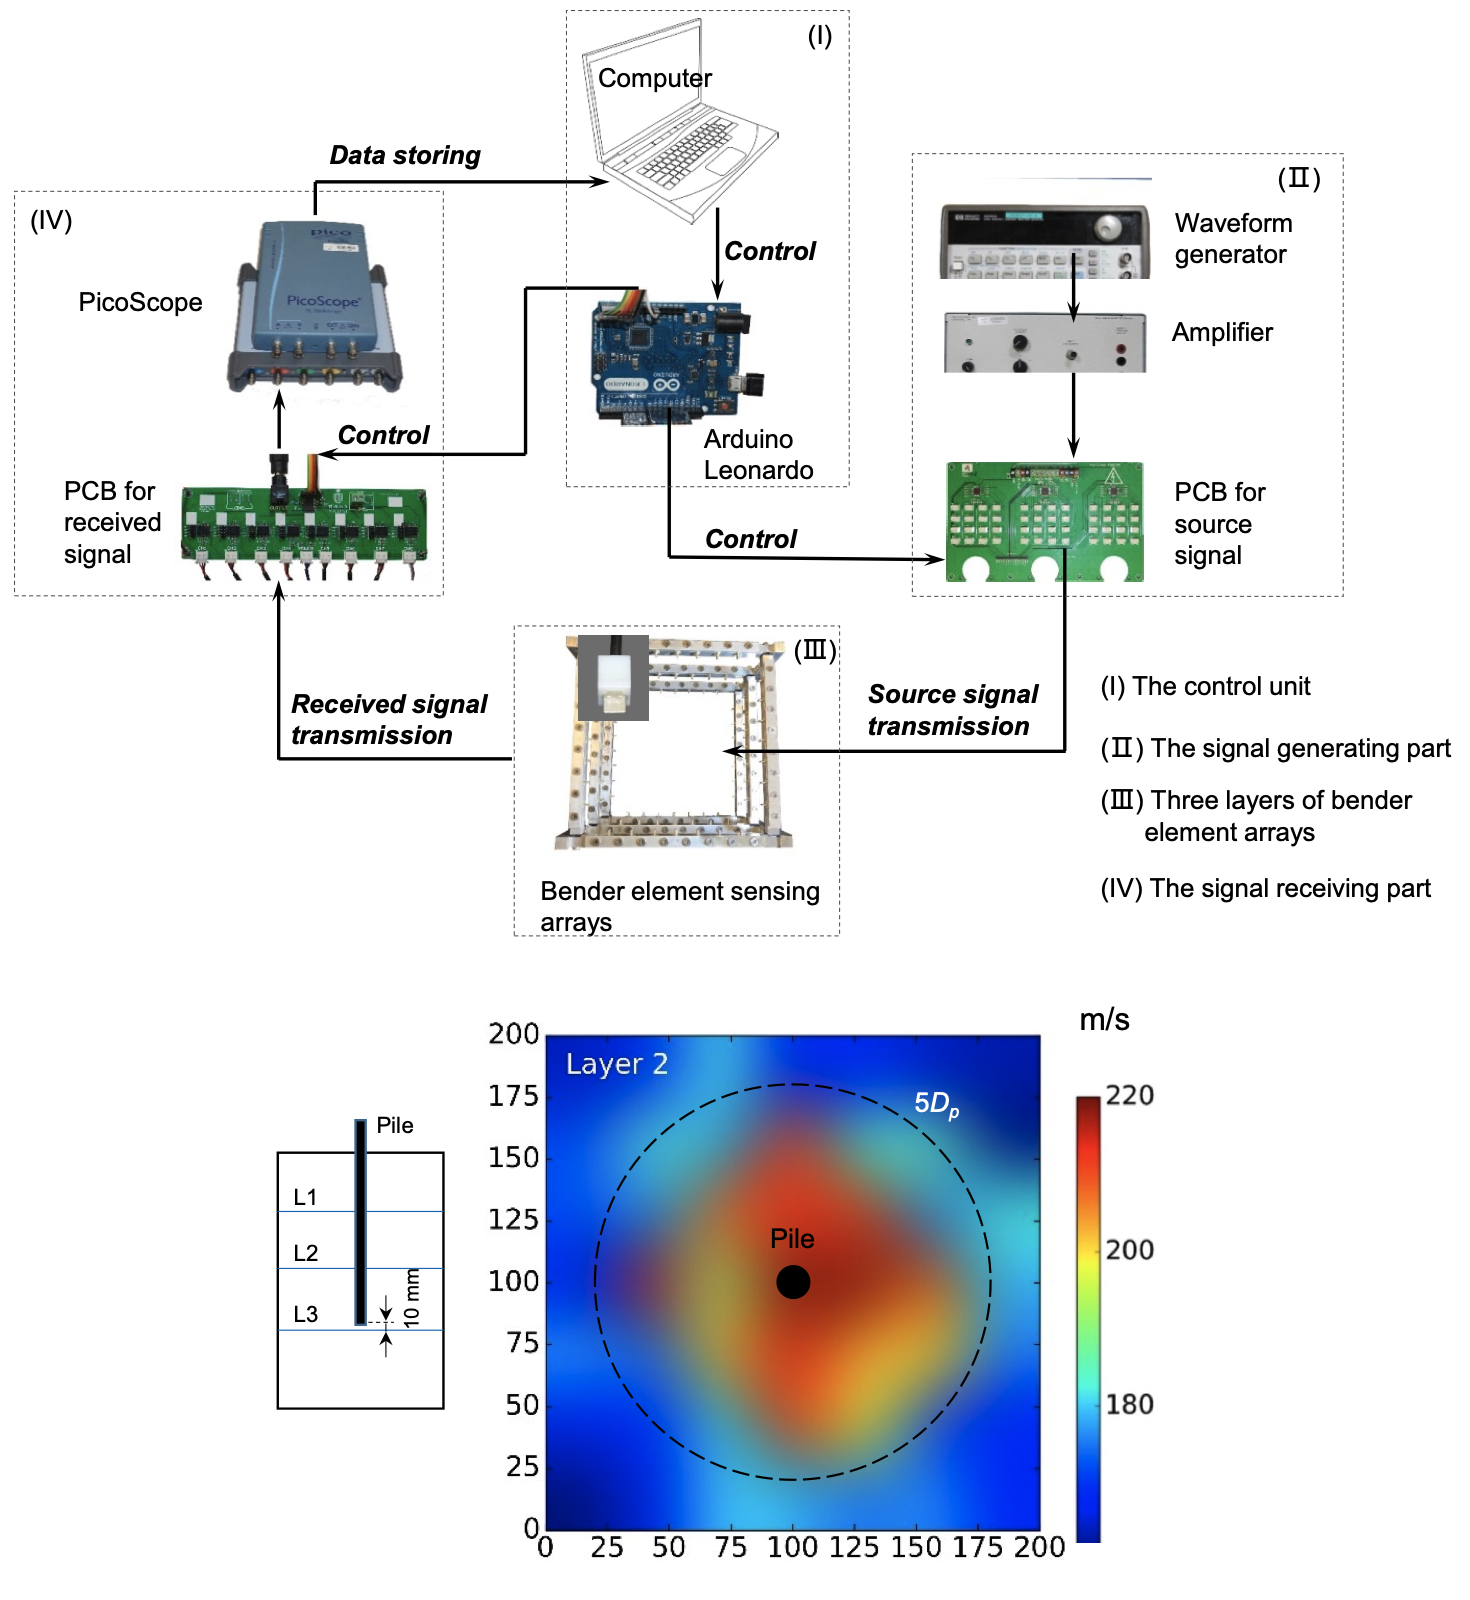 (I)
Computer
Data storing
Control
(II)
Waveform
generator
Amplifier
(IV)
pico
PicoScope®
PicoScope
Control
Arduino
Leonardo
PCB for
received
signal
Control
PCB for
source
signal
(III)
Received signal
transmission
Source signal
transmission
Bender element sensing
arrays
(I) The control unit
(II) The signal generating part
(III) Three layers of bender
element arrays
(IV) The signal receiving part
Pile
L1
L2
L3
10 mm
Layer 2
5Dp
Pile
200
175
150
125
100
75
50
25
0
0 25 50 75 100 125 150 175 200
m/s
220
200
180